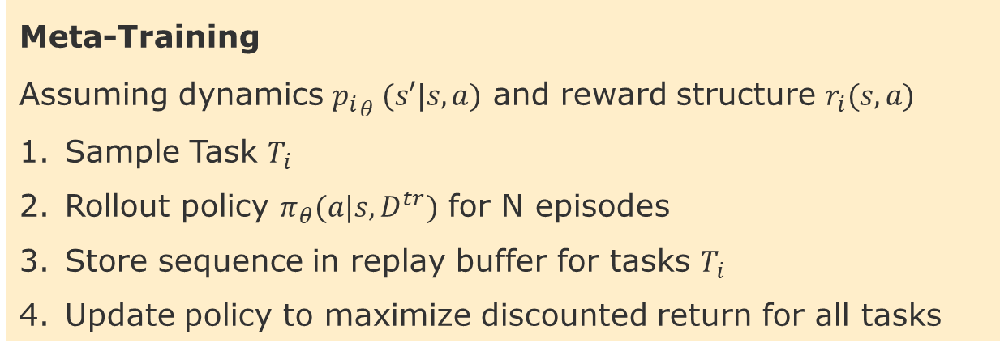 Meta-Training
Assuming dynamics $p_{i_\theta}(s'|s,a)$ and reward structure $r_i(s,a)$
1. Sample Task $T_i$
2. Rollout policy $\pi_\theta(a|s,D^{tr})$ for N episodes
3. Store sequence in replay buffer for tasks $T_i$
4. Update policy to maximize discounted return for all tasks